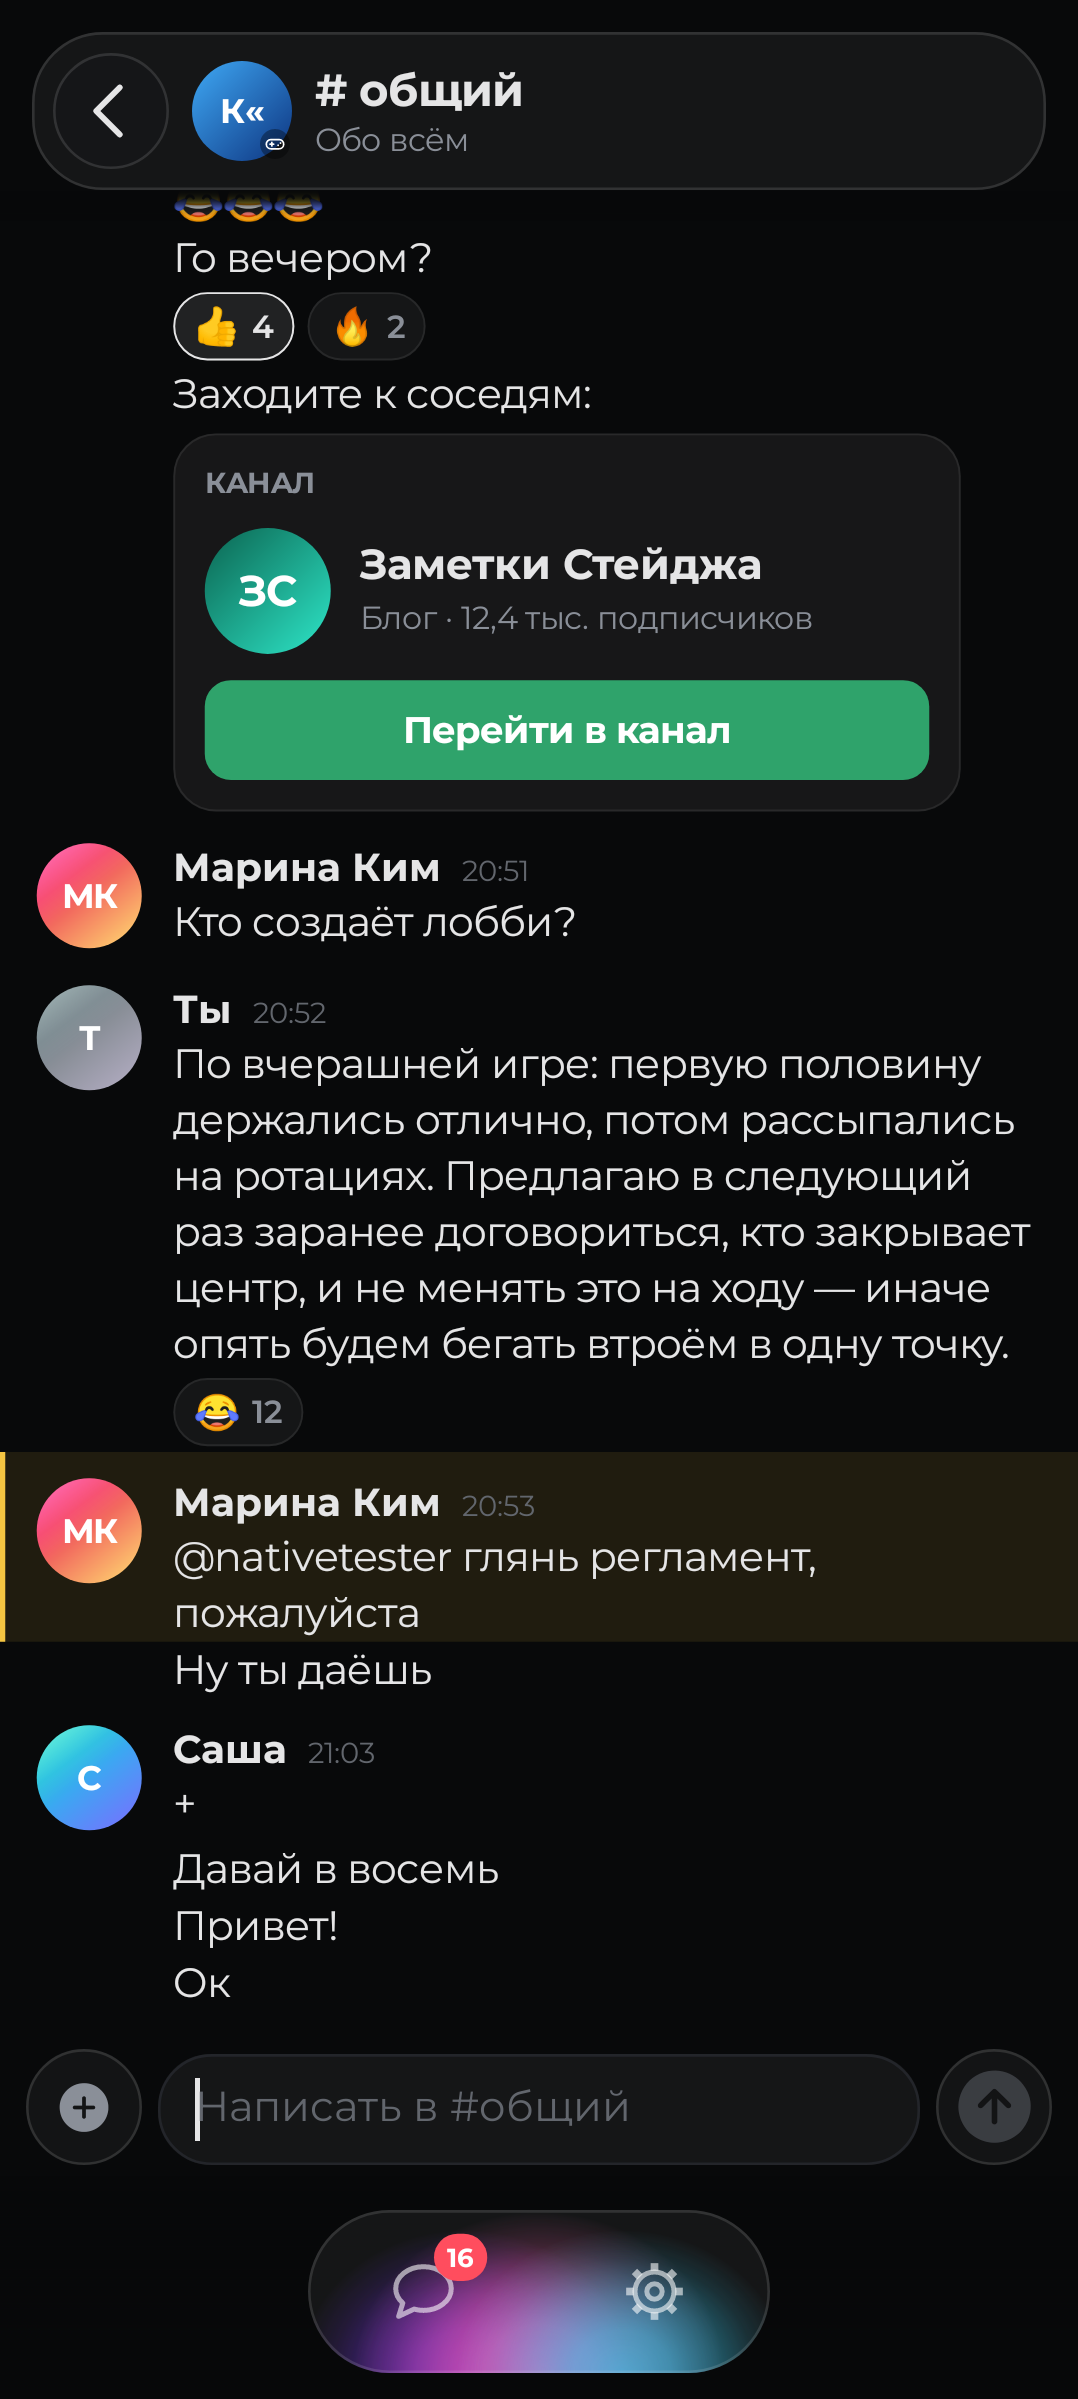 К«
# общий
Обо всём
😂😂😂
Го вечером?
👍 4 🔥 2
Заходите к соседям:
КАНАЛ
ЗС
Заметки Стейджа
Блог · 12,4 тыс. подписчиков
Перейти в канал
МК
Марина Ким 20:51
Кто создаёт лобби?
Т
Ты 20:52
По вчерашней игре: первую половину
держались отлично, потом рассыпались
на ротациях. Предлагаю в следующий
раз заранее договориться, кто закрывает
центр, и не менять это на ходу — иначе
опять будем бегать втроём в одну точку.
😂 12
МК
Марина Ким 20:53
@nativetester глянь регламент,
пожалуйста
Ну ты даёшь
С
Саша 21:03
+
Давай в восемь
Привет!
Ок
Написать в #общий
16